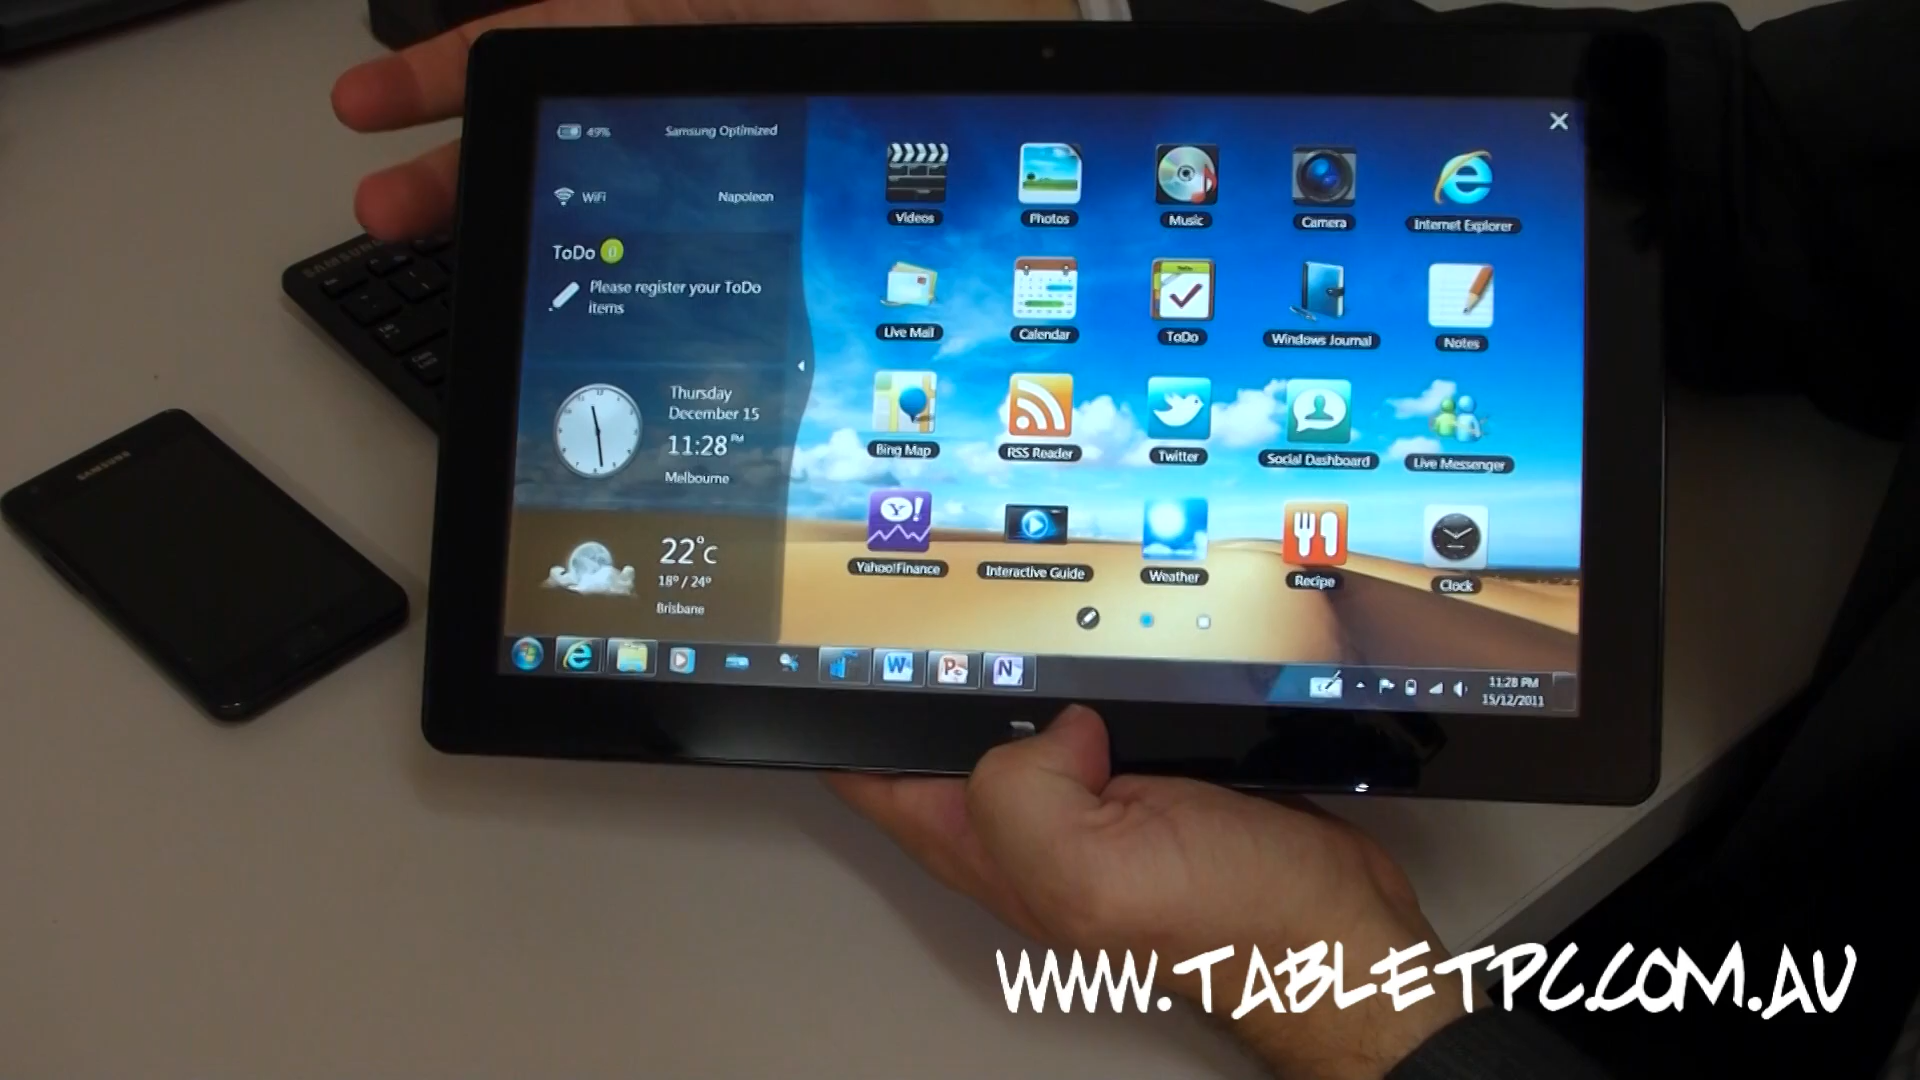 49% Samsung Optimized
WiFi Napoleon
ToDo 0
Please register your ToDo
items
Thursday
December 15
11:28 PM
Melbourne
22°C
18° / 24°
Brisbane
Videos Photos Music Camera Internet Explorer
Live Mail Calendar ToDo Windows Journal Notes
Bing Map RSS Reader Twitter Social Dashboard Live Messenger
Yahoo!Finance Interactive Guide Weather Recipe Clock
11:28 PM
15/12/2011
SAMSUNG
SAMSUNG
WWW.TABLETPC.COM.AU